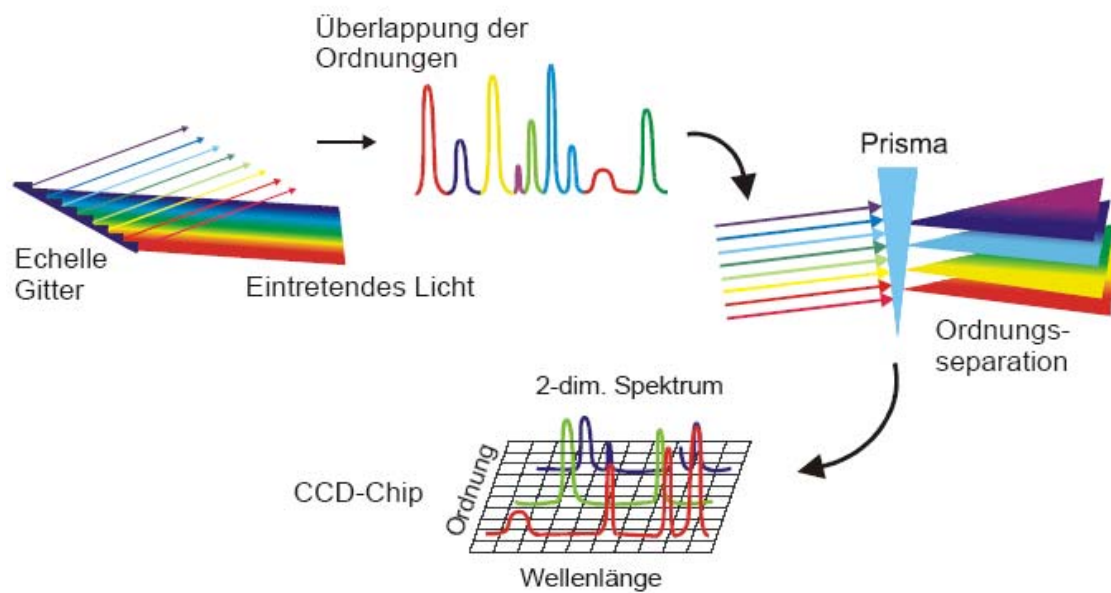 Überlappung der
Ordnungen
Echelle
Gitter
Eintretendes Licht
Prisma
Ordnungs-
separation
2-dim. Spektrum
CCD-Chip
Ordnung
Wellenlänge